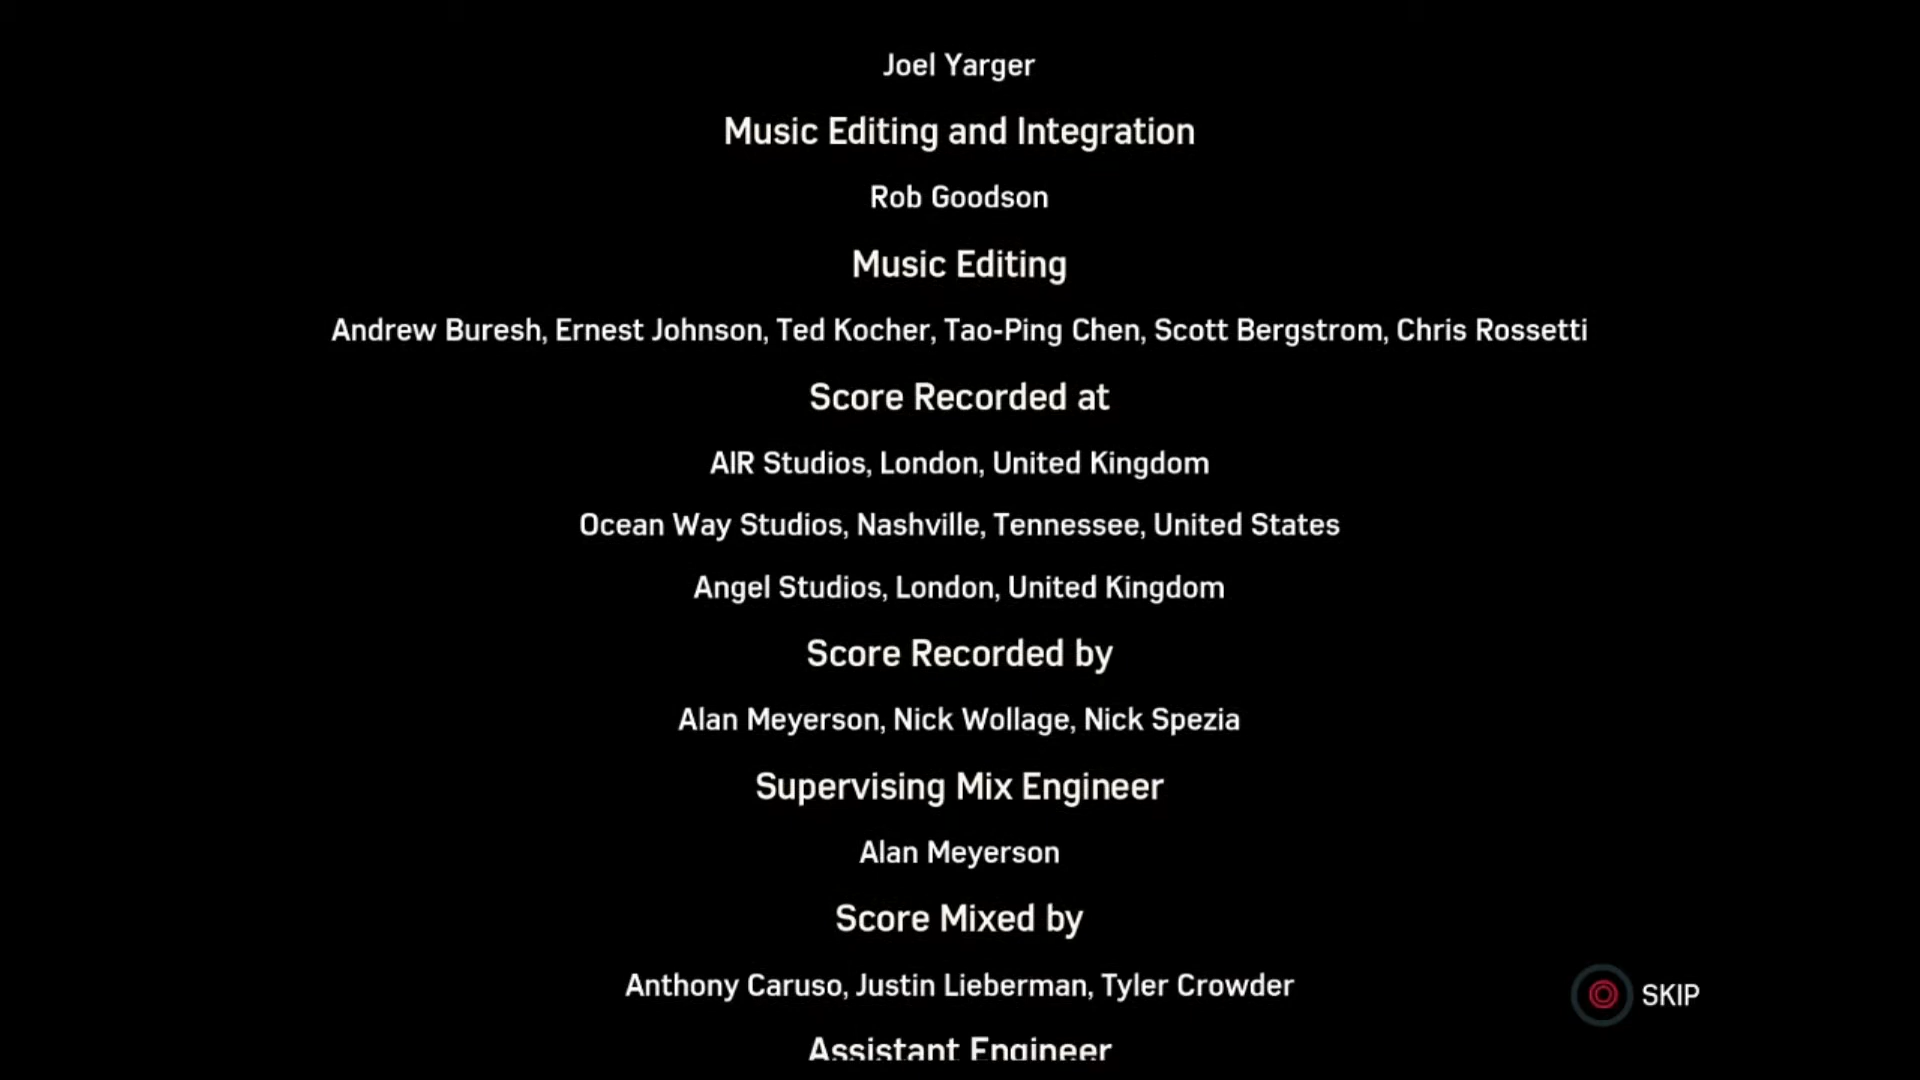 Joel Yarger
Music Editing and Integration
Rob Goodson
Music Editing
Andrew Buresh, Ernest Johnson, Ted Kocher, Tao-Ping Chen, Scott Bergstrom, Chris Rossetti
Score Recorded at
AIR Studios, London, United Kingdom
Ocean Way Studios, Nashville, Tennessee, United States
Angel Studios, London, United Kingdom
Score Recorded by
Alan Meyerson, Nick Wollage, Nick Spezia
Supervising Mix Engineer
Alan Meyerson
Score Mixed by
Anthony Caruso, Justin Lieberman, Tyler Crowder
SKIP
Assistant Engineer